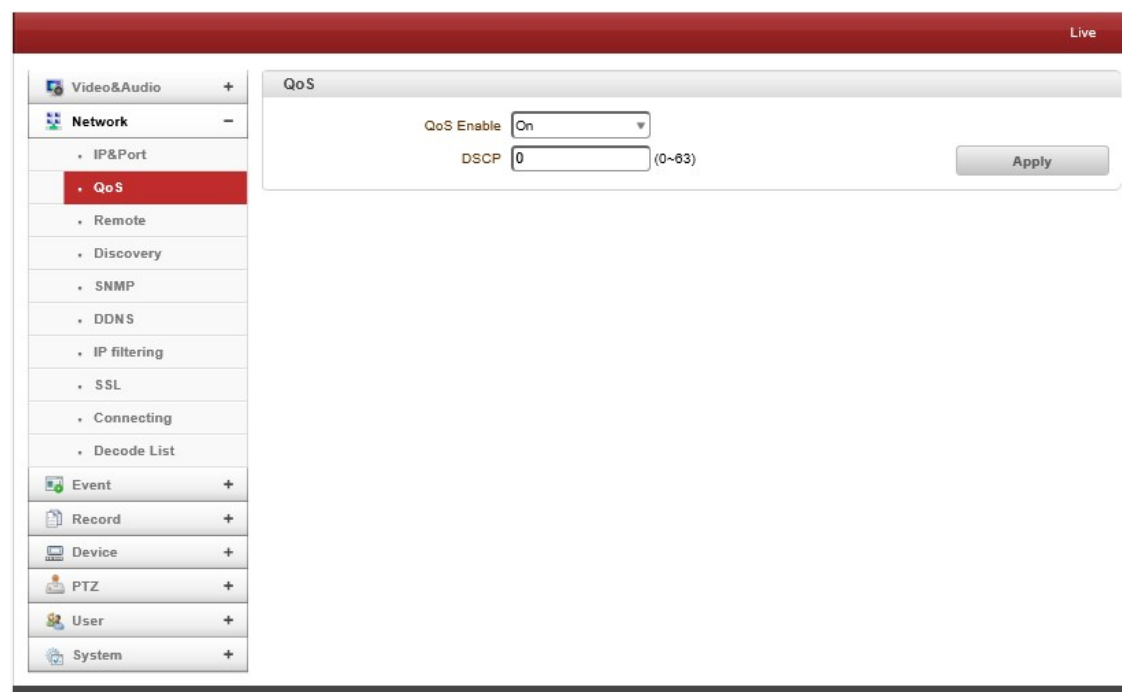 Live
Video&Audio +
Network −
IP&Port
QoS
Remote
Discovery
SNMP
DDNS
IP filtering
SSL
Connecting
Decode List
Event +
Record +
Device +
PTZ +
User +
System +
QoS
QoS Enable On
DSCP 0 (0~63)
Apply